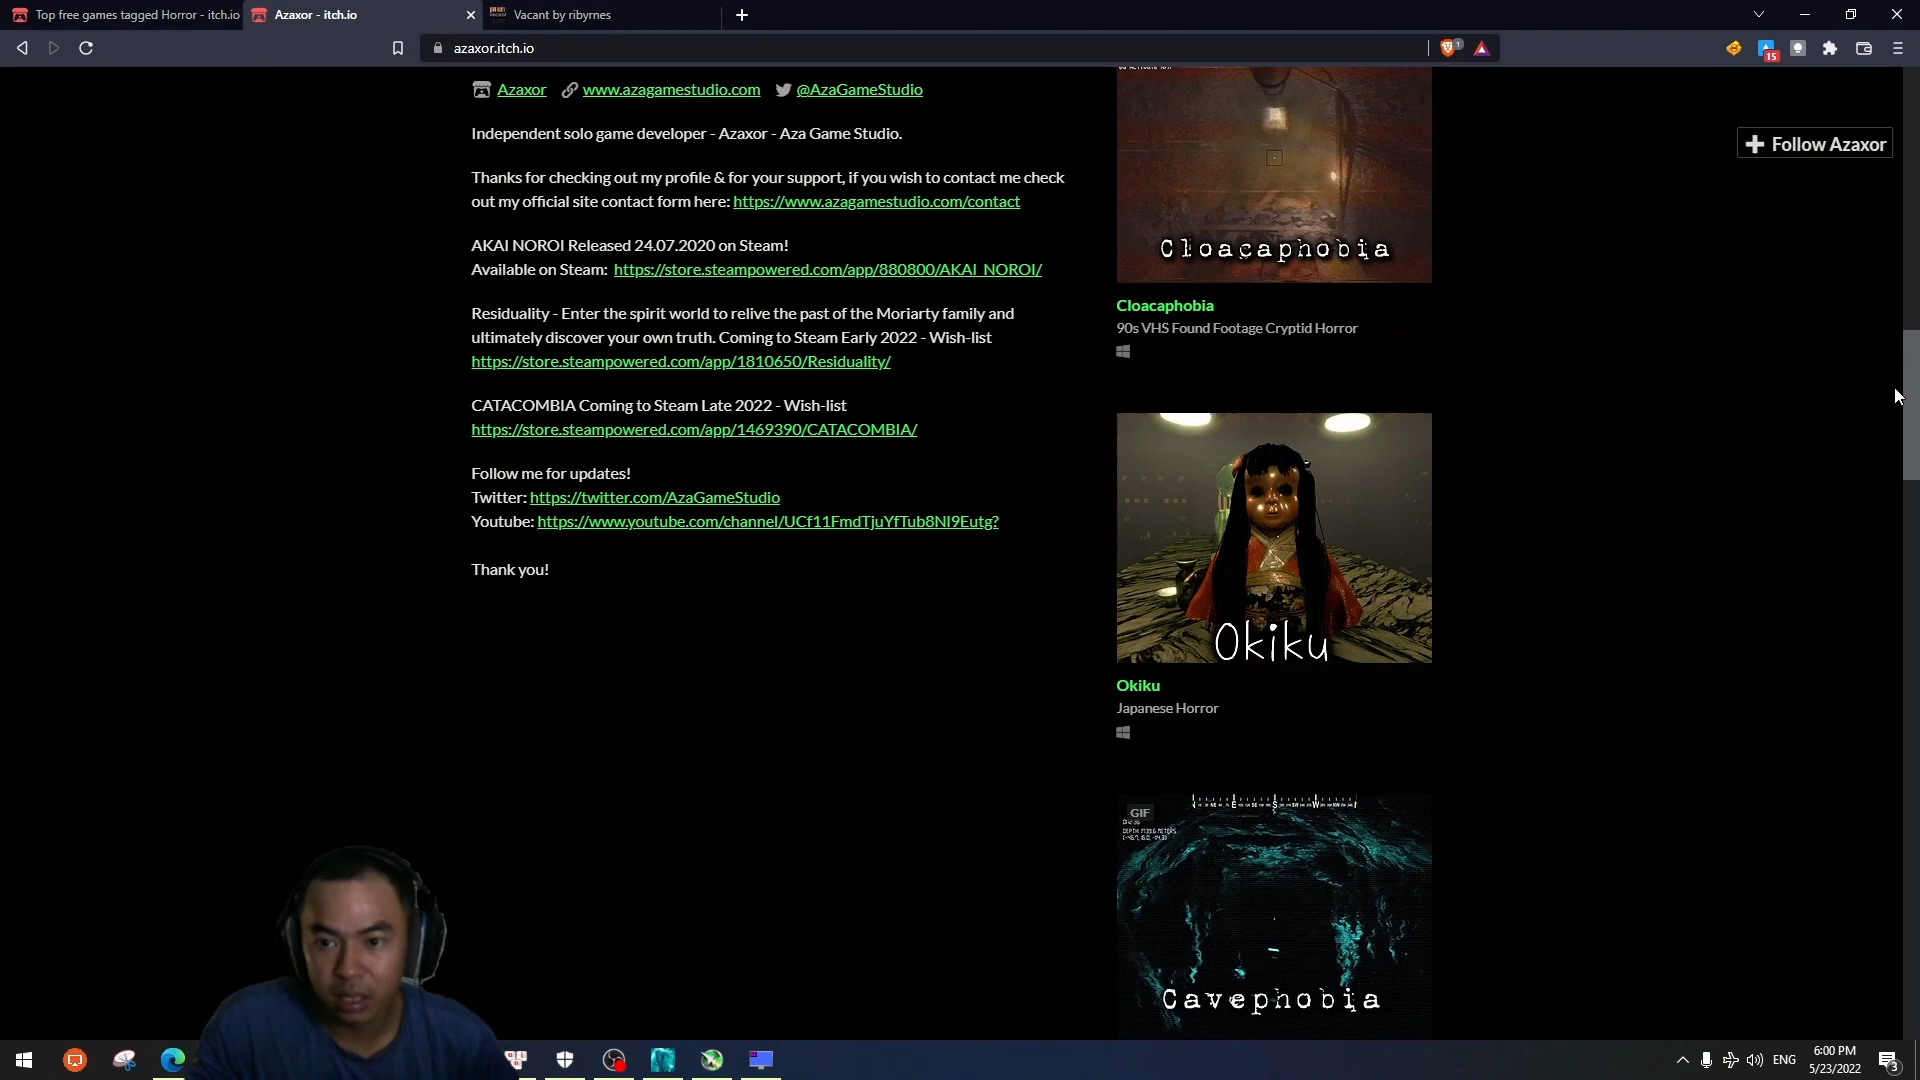 Top free games tagged Horror - itch.io
Azaxor - itch.io
Vacant by ribyrnes
azaxor.itch.io
1
15
Azaxor
www.azagamestudio.com
@AzaGameStudio
Follow Azaxor
Independent solo game developer - Azaxor - Aza Game Studio.
Thanks for checking out my profile & for your support, if you wish to contact me check
out my official site contact form here: https://www.azagamestudio.com/contact
AKAI NOROI Released 24.07.2020 on Steam!
Available on Steam: https://store.steampowered.com/app/880800/AKAI_NOROI/
Residuality - Enter the spirit world to relive the past of the Moriarty family and
ultimately discover your own truth. Coming to Steam Early 2022 - Wish-list
https://store.steampowered.com/app/1810650/Residuality/
CATACOMBIA Coming to Steam Late 2022 - Wish-list
https://store.steampowered.com/app/1469390/CATACOMBIA/
Follow me for updates!
Twitter: https://twitter.com/AzaGameStudio
Youtube: https://www.youtube.com/channel/UCf11FmdTjuYfTub8NI9Eutg?
Thank you!
Cloacaphobia
Cloacaphobia
90s VHS Found Footage Cryptid Horror
Okiku
Okiku
Japanese Horror
GIF
Cavephobia
ENG
6:00 PM
5/23/2022
3